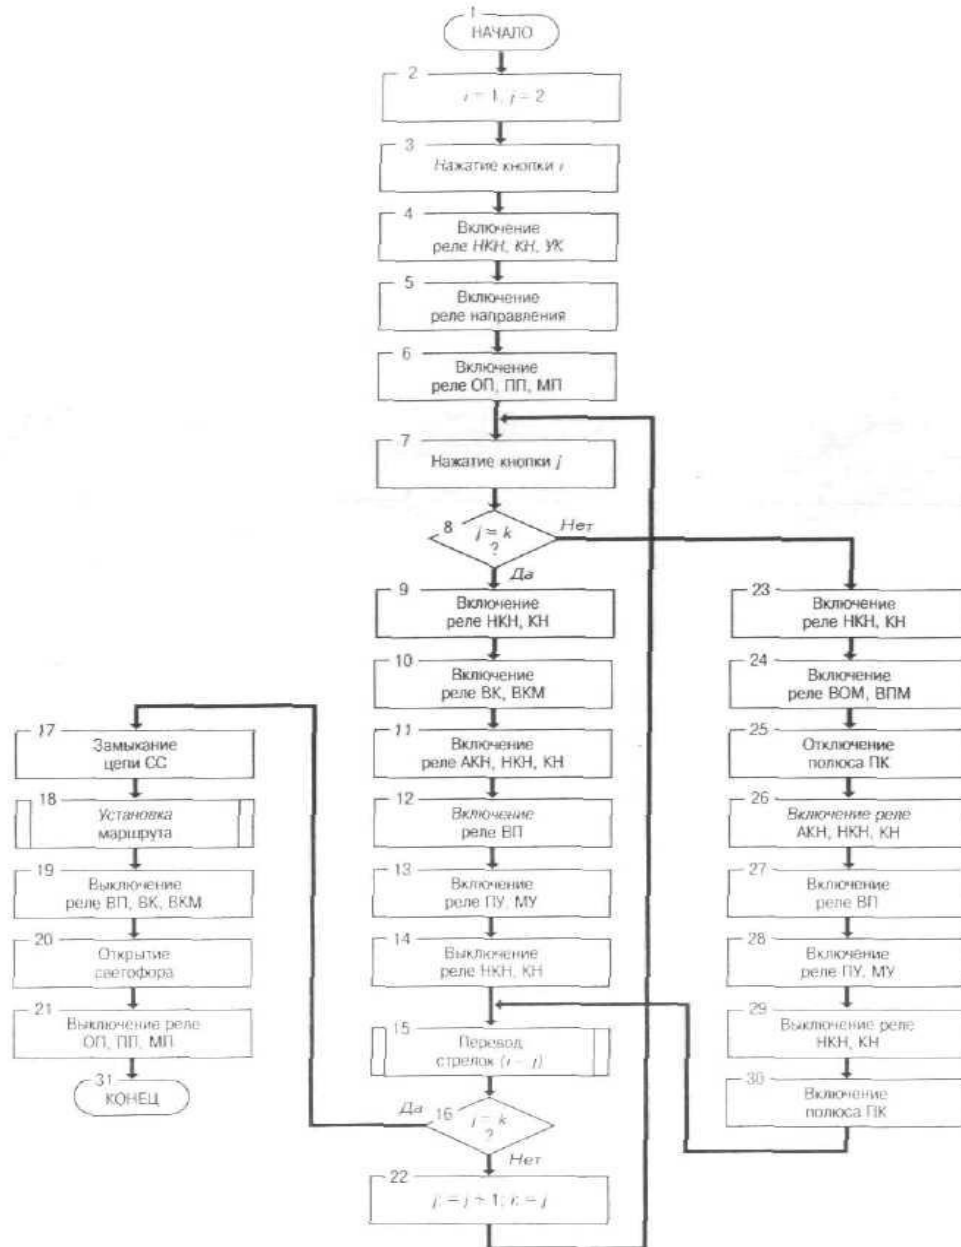 1
НАЧАЛО
2
i = 1; j = 2
3
Нажатие кнопки i
4
Включение
реле НКН, КН, УК
5
Включение
реле направления
6
Включение
реле ОП, ПП, МП
7
Нажатие кнопки j
8
j = k
?
Нет
Да
9
Включение
реле НКН, КН
10
Включение
реле ВК, ВКМ
11
Включение
реле АКН, НКН, КН
12
Включение
реле ВП
13
Включение
реле ПУ, МУ
14
Выключение
реле НКН, КН
15
Перевод
стрелок (i – j)
16
j = k
?
Да
Нет
17
Замыкание
цепи СС
18
Установка
маршрута
19
Выключение
реле ВП, ВК, ВКМ
20
Открытие
светофора
21
Выключение реле
ОП, ПП, МП
31
КОНЕЦ
22
j: = j + 1; i: = j
23
Включение
реле НКН, КН
24
Включение
реле ВОМ, ВПМ
25
Отключение
полюса ПК
26
Включение реле
АКН, НКН, КН
27
Включение
реле ВП
28
Включение
реле ПУ, МУ
29
Выключение реле
НКН, КН
30
Включение
полюса ПК